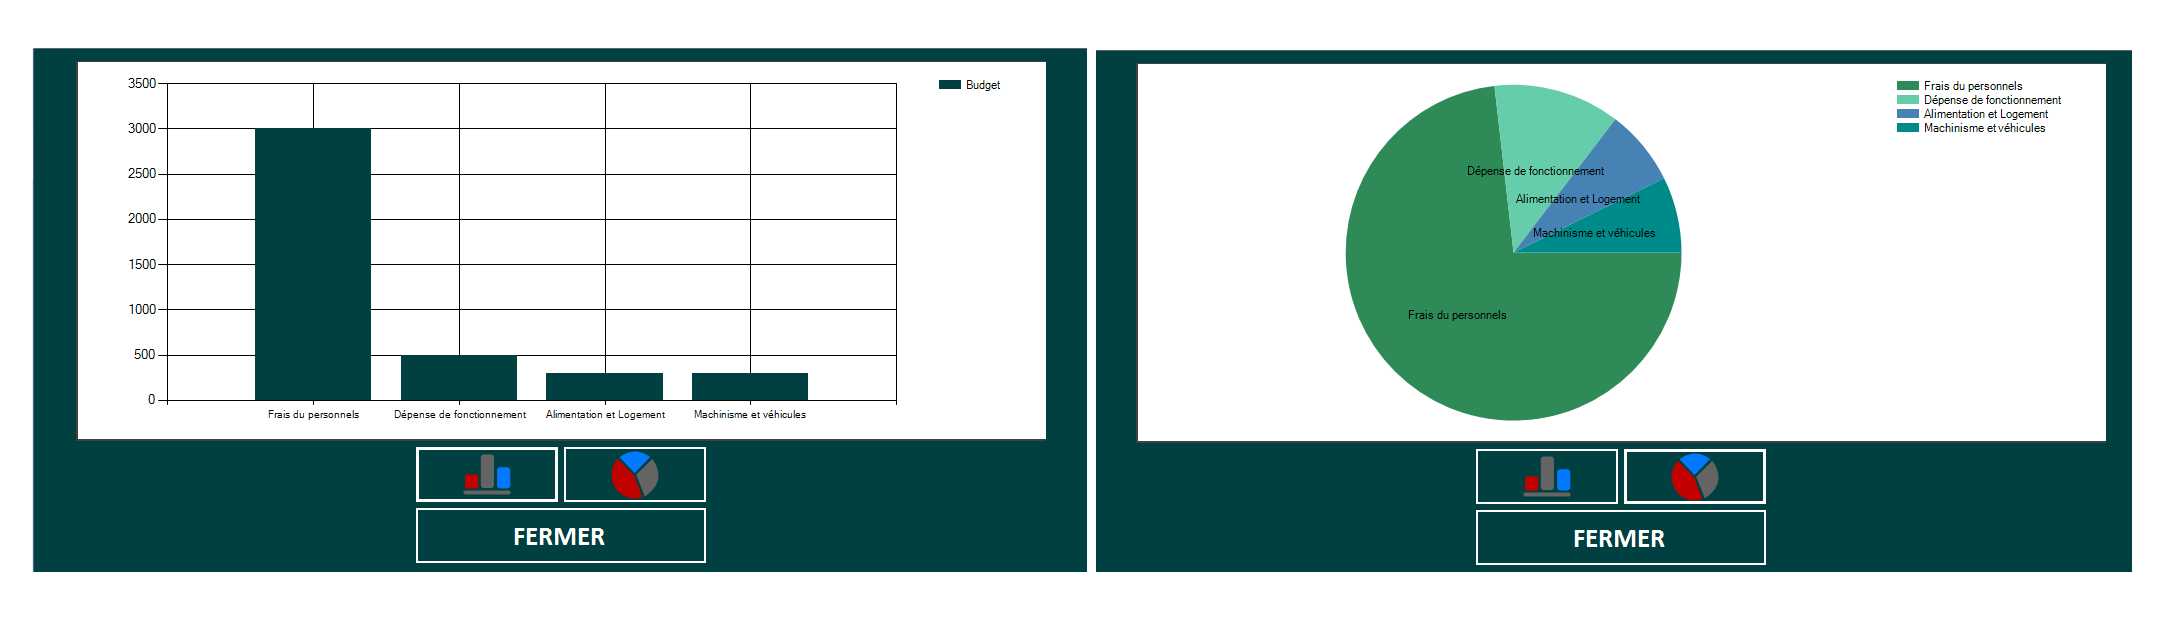 3500
3000
2500
2000
1500
1000
500
0
Frais du personnels
Dépense de fonctionnement
Alimentation et Logement
Machinisme et véhicules
Budget
FERMER
Frais du personnels
Dépense de fonctionnement
Alimentation et Logement
Machinisme et véhicules
Dépense de fonctionnement
Alimentation et Logement
Machinisme et véhicules
Frais du personnels
FERMER